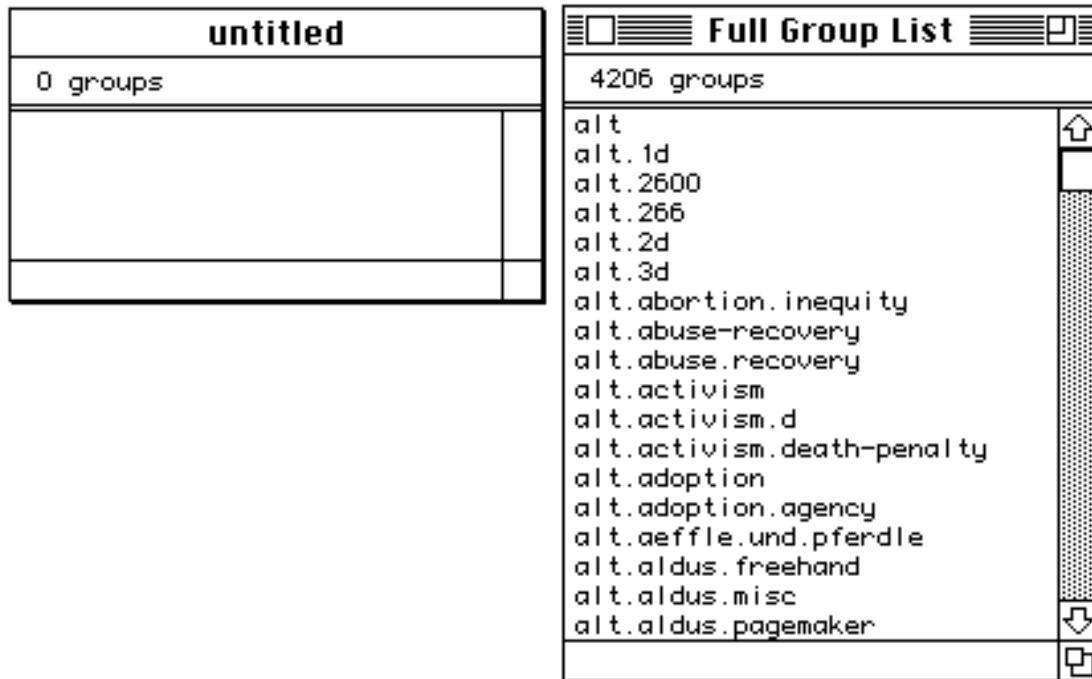 untitled
0 groups
Full Group List
4206 groups
alt
alt.1d
alt.2600
alt.266
alt.2d
alt.3d
alt.abortion.inequity
alt.abuse-recovery
alt.abuse.recovery
alt.activism
alt.activism.d
alt.activism.death-penalty
alt.adoption
alt.adoption.agency
alt.aeffle.und.pferdle
alt.aldus.freehand
alt.aldus.misc
alt.aldus.pagemaker